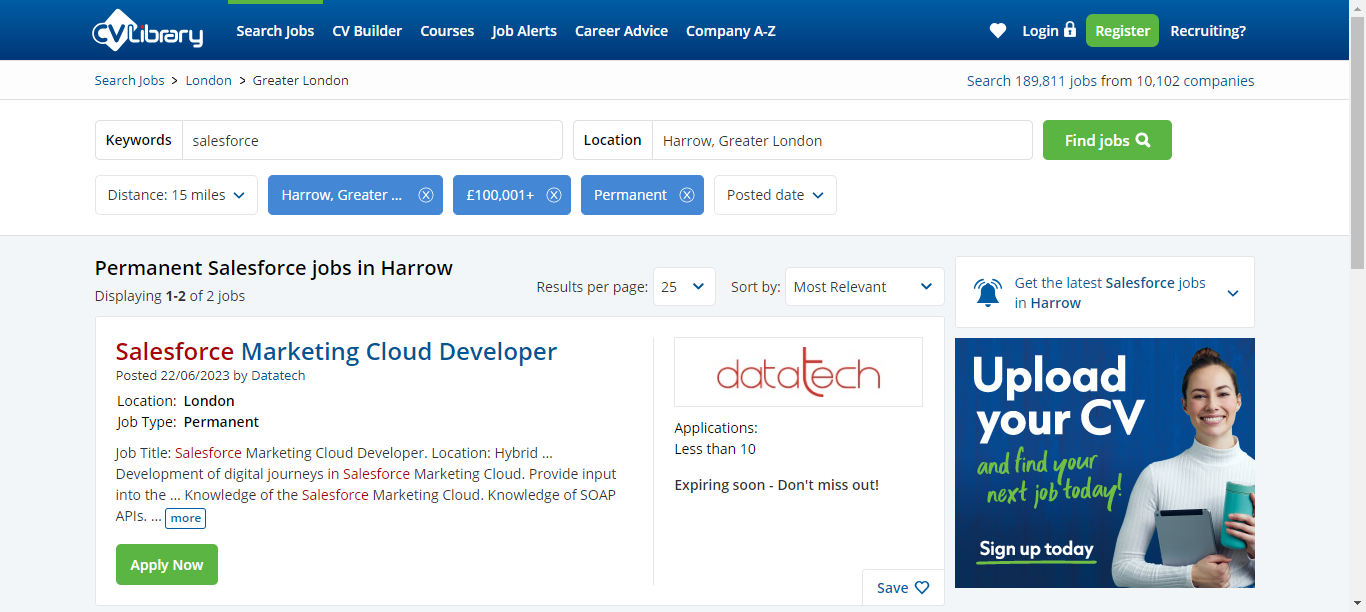 CVLibrary
Search Jobs CV Builder Courses Job Alerts Career Advice Company A-Z Login Register Recruiting?
Search Jobs > London > Greater London
Search 189,811 jobs from 10,102 companies
Keywords salesforce Location Harrow, Greater London Find jobs
Distance: 15 miles Harrow, Greater ... £100,001+ Permanent Posted date
Permanent Salesforce jobs in Harrow
Displaying 1-2 of 2 jobs
Results per page: 25 Sort by: Most Relevant
Salesforce Marketing Cloud Developer
Posted 22/06/2023 by Datatech
Location: London
Job Type: Permanent
Job Title: Salesforce Marketing Cloud Developer. Location: Hybrid ...
Development of digital journeys in Salesforce Marketing Cloud. Provide input
into the ... Knowledge of the Salesforce Marketing Cloud. Knowledge of SOAP
APIs. ... more
Apply Now
datatech
Applications:
Less than 10
Expiring soon - Don't miss out!
Save
Get the latest Salesforce jobs
in Harrow
Upload
your CV
and find your
next job today!
Sign up today